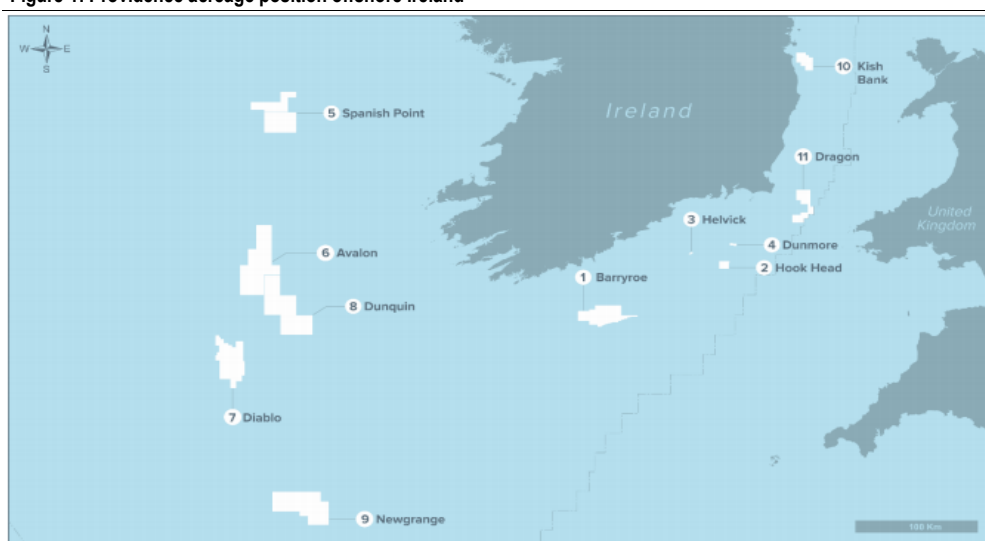 Figure 1: Providence acreage position offshore Ireland
N
W E
S
10 Kish
Bank
5 Spanish Point
Ireland
11 Dragon
3 Helvick
United
Kingdom
6 Avalon
4 Dunmore
2 Hook Head
1 Barryroe
8 Dunquin
7 Diablo
9 Newgrange
100 Km